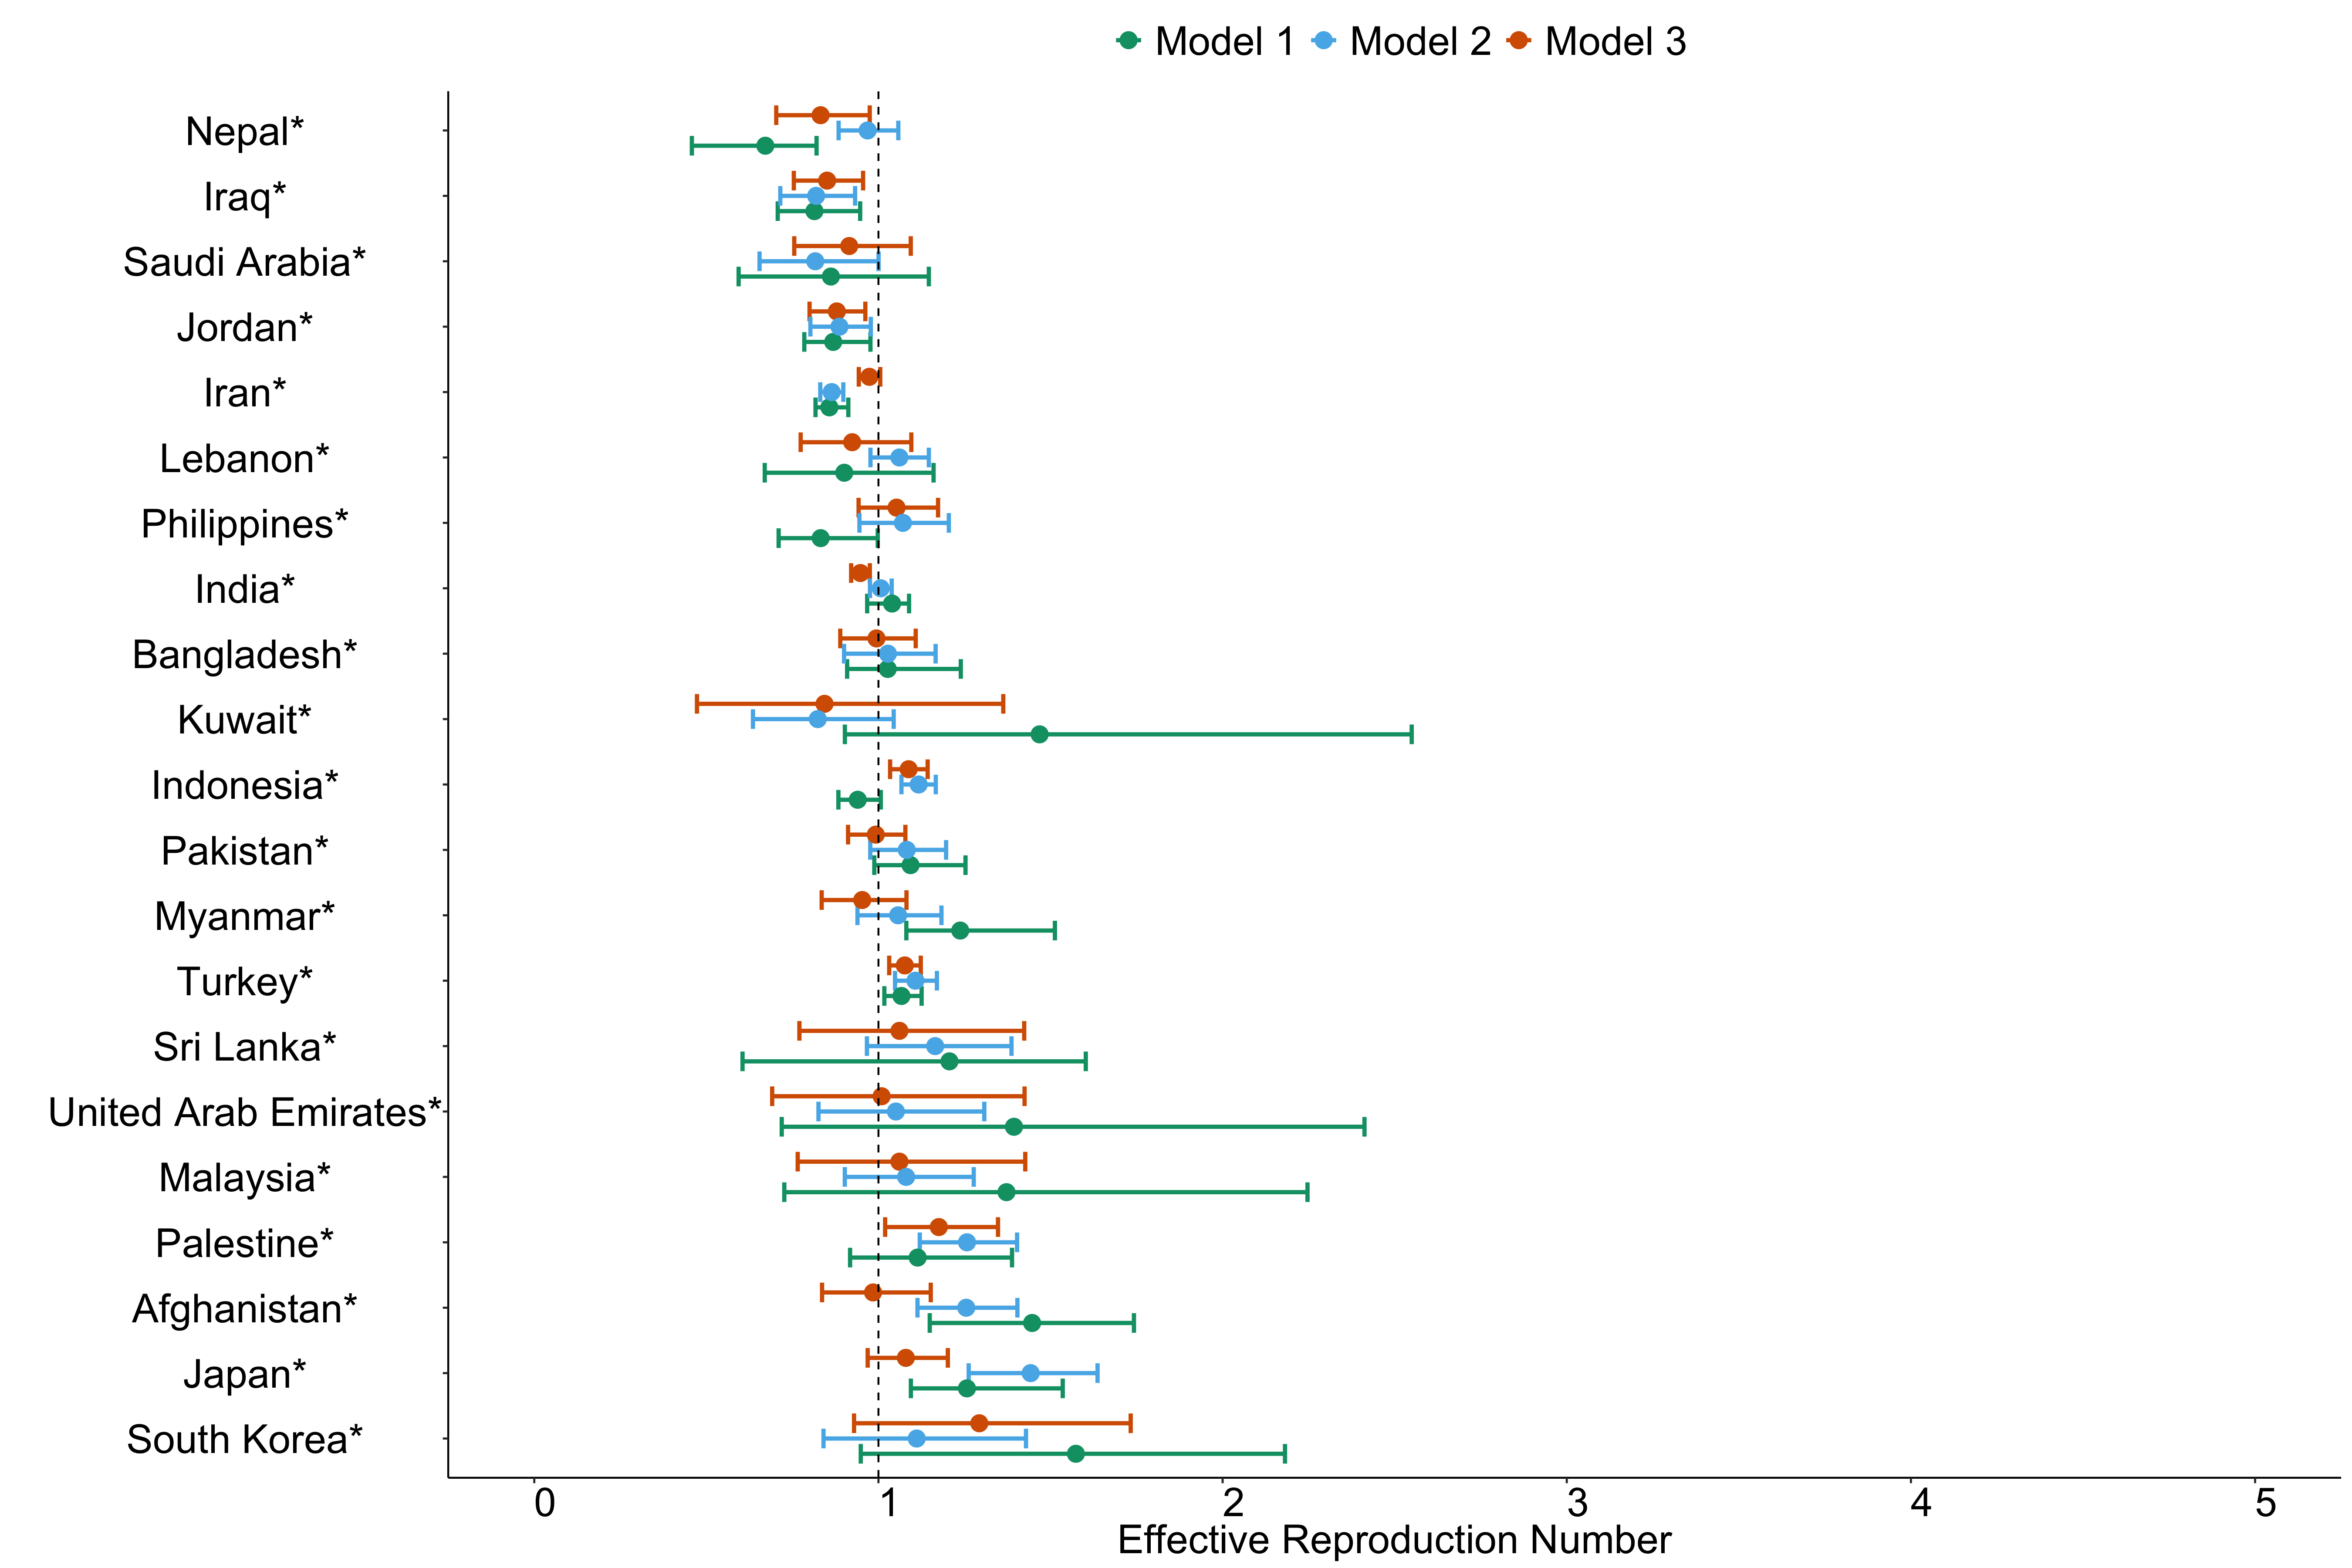 Model 1 Model 2 Model 3
Nepal*
Iraq*
Saudi Arabia*
Jordan*
Iran*
Lebanon*
Philippines*
India*
Bangladesh*
Kuwait*
Indonesia*
Pakistan*
Myanmar*
Turkey*
Sri Lanka*
United Arab Emirates*
Malaysia*
Palestine*
Afghanistan*
Japan*
South Korea*
0 1 2 3 4 5
Effective Reproduction Number